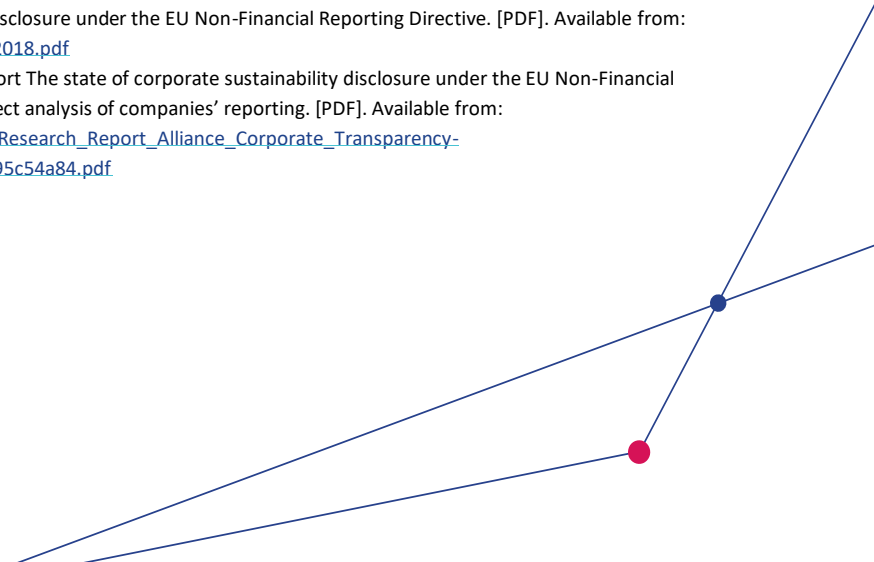 sclosure under the EU Non-Financial Reporting Directive. [PDF]. Available from:
2018.pdf
ort The state of corporate sustainability disclosure under the EU Non-Financial
ect analysis of companies’ reporting. [PDF]. Available from:
Research_Report_Alliance_Corporate_Transparency-
95c54a84.pdf